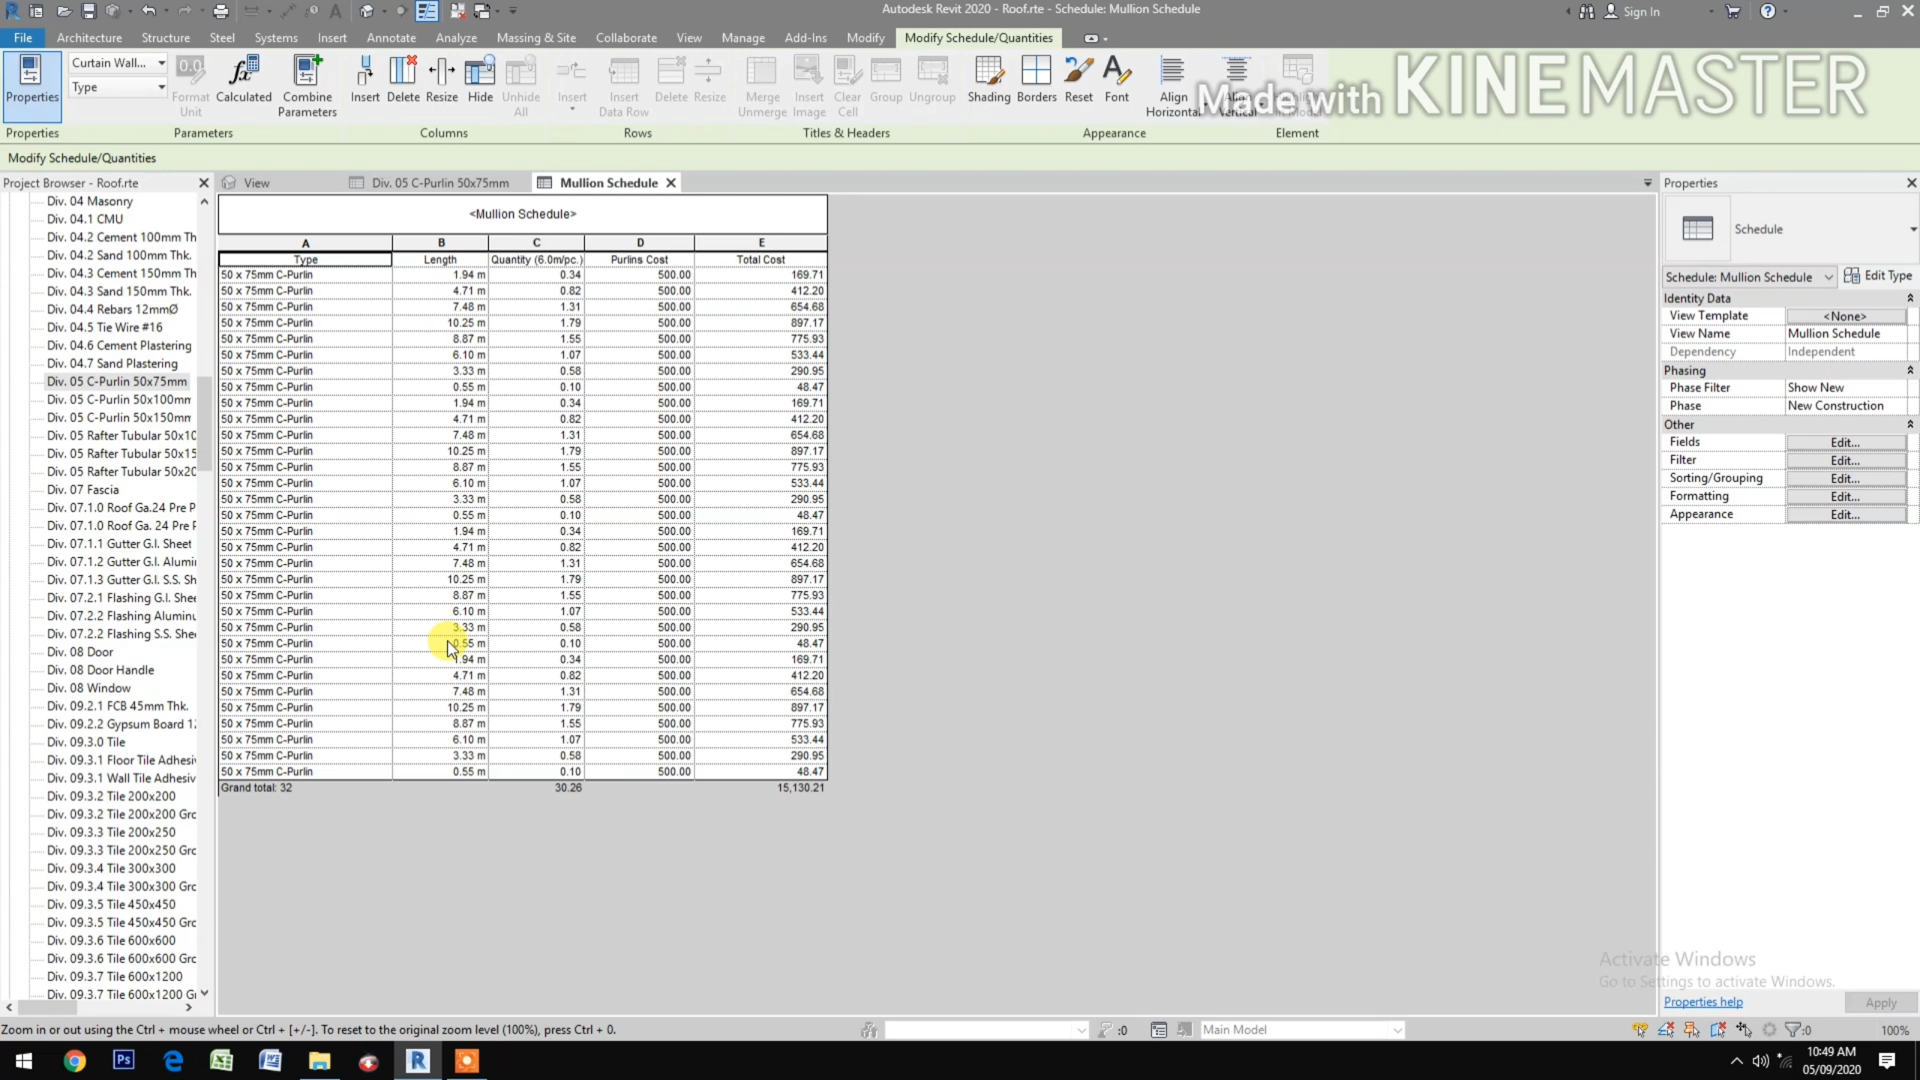 Autodesk Revit 2020 - Roof.rte - Schedule: Mullion Schedule
Sign In
File Architecture Structure Steel Systems Insert Annotate Analyze Massing & Site Collaborate View Manage Add-Ins Modify Modify Schedule/Quantities
Properties
Curtain Wall...
Type
Format Unit
Calculated
Combine Parameters
Insert Delete Resize Hide Unhide All
Insert
Insert Data Row
Delete Resize
Merge Unmerge
Insert Image
Clear Cell
Group Ungroup
Shading Borders Reset Font
Align Horizontal
Made with KINEMASTER
Properties Parameters Columns Rows Titles & Headers Appearance Element
Modify Schedule/Quantities
Project Browser - Roof.rte
Div. 04 Masonry
Div. 04.1 CMU
Div. 04.2 Cement 100mm Th
Div. 04.2 Sand 100mm Thk.
Div. 04.3 Cement 150mm Th
Div. 04.3 Sand 150mm Thk.
Div. 04.4 Rebars 12mmØ
Div. 04.5 Tie Wire #16
Div. 04.6 Cement Plastering
Div. 04.7 Sand Plastering
Div. 05 C-Purlin 50x75mm
Div. 05 C-Purlin 50x100mm
Div. 05 C-Purlin 50x150mm
Div. 05 Rafter Tubular 50x10
Div. 05 Rafter Tubular 50x15
Div. 05 Rafter Tubular 50x20
Div. 07 Fascia
Div. 07.1.0 Roof Ga.24 Pre P
Div. 07.1.0 Roof Ga. 24 Pre P
Div. 07.1.1 Gutter G.I. Sheet
Div. 07.1.2 Gutter G.I. Alumi
Div. 07.1.3 Gutter G.I. S.S. Sh
Div. 07.2.1 Flashing G.I. Shee
Div. 07.2.2 Flashing Aluminu
Div. 07.2.2 Flashing S.S. Shee
Div. 08 Door
Div. 08 Door Handle
Div. 08 Window
Div. 09.2.1 FCB 45mm Thk.
Div. 09.2.2 Gypsum Board 12
Div. 09.3.0 Tile
Div. 09.3.1 Floor Tile Adhesi
Div. 09.3.1 Wall Tile Adhesiv
Div. 09.3.2 Tile 200x200
Div. 09.3.2 Tile 200x200 Gro
Div. 09.3.3 Tile 200x250
Div. 09.3.3 Tile 200x250 Gro
Div. 09.3.4 Tile 300x300
Div. 09.3.4 Tile 300x300 Gro
Div. 09.3.5 Tile 450x450
Div. 09.3.5 Tile 450x450 Gro
Div. 09.3.6 Tile 600x600
Div. 09.3.6 Tile 600x600 Gro
Div. 09.3.7 Tile 600x1200
Div. 09.3.7 Tile 600x1200 G
View
Div. 05 C-Purlin 50x75mm
Mullion Schedule
<Mullion Schedule>
A B C D E
Type Length Quantity (6.0m/pc.) Purlins Cost Total Cost
50 x 75mm C-Purlin 1.94 m 0.34 500.00 169.71
50 x 75mm C-Purlin 4.71 m 0.82 500.00 412.20
50 x 75mm C-Purlin 7.48 m 1.31 500.00 654.68
50 x 75mm C-Purlin 10.25 m 1.79 500.00 897.17
50 x 75mm C-Purlin 8.87 m 1.55 500.00 775.93
50 x 75mm C-Purlin 6.10 m 1.07 500.00 533.44
50 x 75mm C-Purlin 3.33 m 0.58 500.00 290.95
50 x 75mm C-Purlin 0.55 m 0.10 500.00 48.47
50 x 75mm C-Purlin 1.94 m 0.34 500.00 169.71
50 x 75mm C-Purlin 4.71 m 0.82 500.00 412.20
50 x 75mm C-Purlin 7.48 m 1.31 500.00 654.68
50 x 75mm C-Purlin 10.25 m 1.79 500.00 897.17
50 x 75mm C-Purlin 8.87 m 1.55 500.00 775.93
50 x 75mm C-Purlin 6.10 m 1.07 500.00 533.44
50 x 75mm C-Purlin 3.33 m 0.58 500.00 290.95
50 x 75mm C-Purlin 0.55 m 0.10 500.00 48.47
50 x 75mm C-Purlin 1.94 m 0.34 500.00 169.71
50 x 75mm C-Purlin 4.71 m 0.82 500.00 412.20
50 x 75mm C-Purlin 7.48 m 1.31 500.00 654.68
50 x 75mm C-Purlin 10.25 m 1.79 500.00 897.17
50 x 75mm C-Purlin 8.87 m 1.55 500.00 775.93
50 x 75mm C-Purlin 6.10 m 1.07 500.00 533.44
50 x 75mm C-Purlin 3.33 m 0.58 500.00 290.95
50 x 75mm C-Purlin 0.55 m 0.10 500.00 48.47
50 x 75mm C-Purlin 1.94 m 0.34 500.00 169.71
50 x 75mm C-Purlin 4.71 m 0.82 500.00 412.20
50 x 75mm C-Purlin 7.48 m 1.31 500.00 654.68
50 x 75mm C-Purlin 10.25 m 1.79 500.00 897.17
50 x 75mm C-Purlin 8.87 m 1.55 500.00 775.93
50 x 75mm C-Purlin 6.10 m 1.07 500.00 533.44
50 x 75mm C-Purlin 3.33 m 0.58 500.00 290.95
50 x 75mm C-Purlin 0.55 m 0.10 500.00 48.47
Grand total: 32 30.26 15,130.21
Properties
Schedule
Schedule: Mullion Schedule Edit Type
Identity Data
View Template <None>
View Name Mullion Schedule
Dependency Independent
Phasing
Phase Filter Show New
Phase New Construction
Other
Fields Edit...
Filter Edit...
Sorting/Grouping Edit...
Formatting Edit...
Appearance Edit...
Activate Windows
Go to Settings to activate Windows.
Properties help Apply
Zoom in or out using the Ctrl + mouse wheel or Ctrl + [+/-]. To reset to the original zoom level (100%), press Ctrl + 0.
:0
Main Model
:0
100%
10:49 AM
05/09/2020